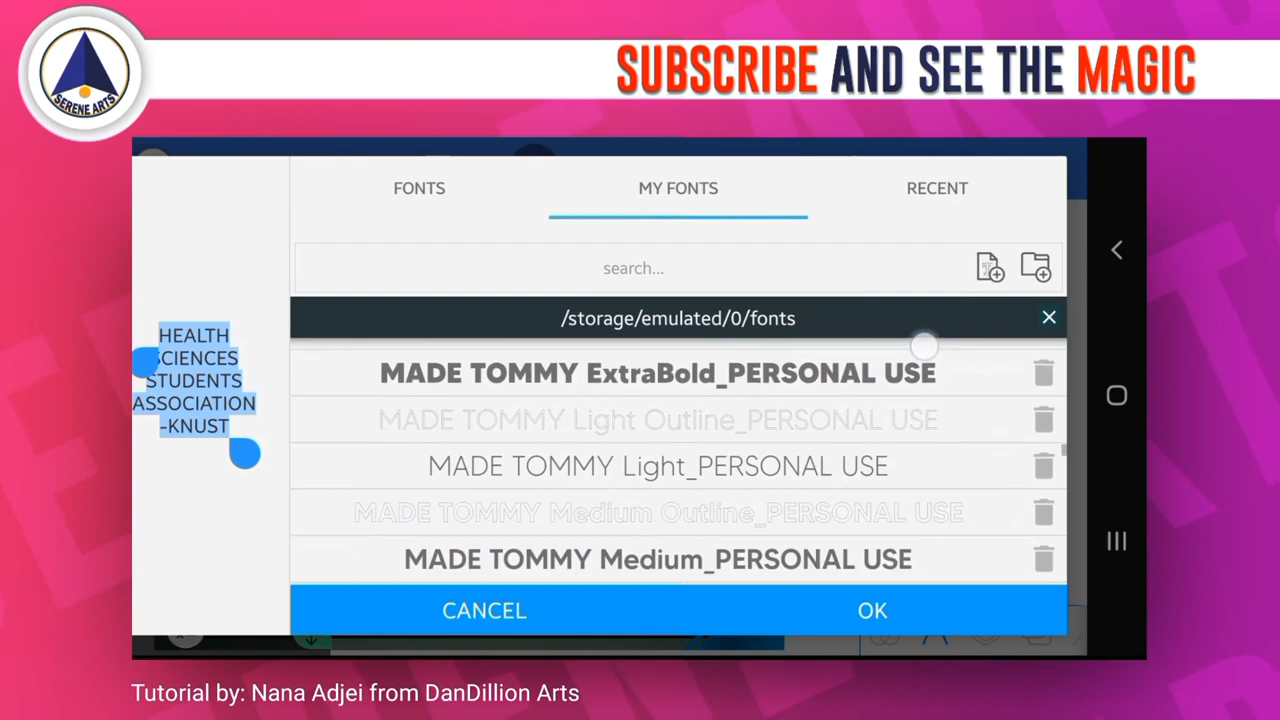 SUBSCRIBE AND SEE THE MAGIC
SERENE ARTS
FONTS
MY FONTS
RECENT
search...
/storage/emulated/0/fonts
MADE TOMMY ExtraBold_PERSONAL USE
MADE TOMMY Light Outline_PERSONAL USE
MADE TOMMY Light_PERSONAL USE
MADE TOMMY Medium Outline_PERSONAL USE
MADE TOMMY Medium_PERSONAL USE
HEALTH
SCIENCES
STUDENTS
ASSOCIATION
-KNUST
CANCEL
OK
Tutorial by: Nana Adjei from DanDillion Arts